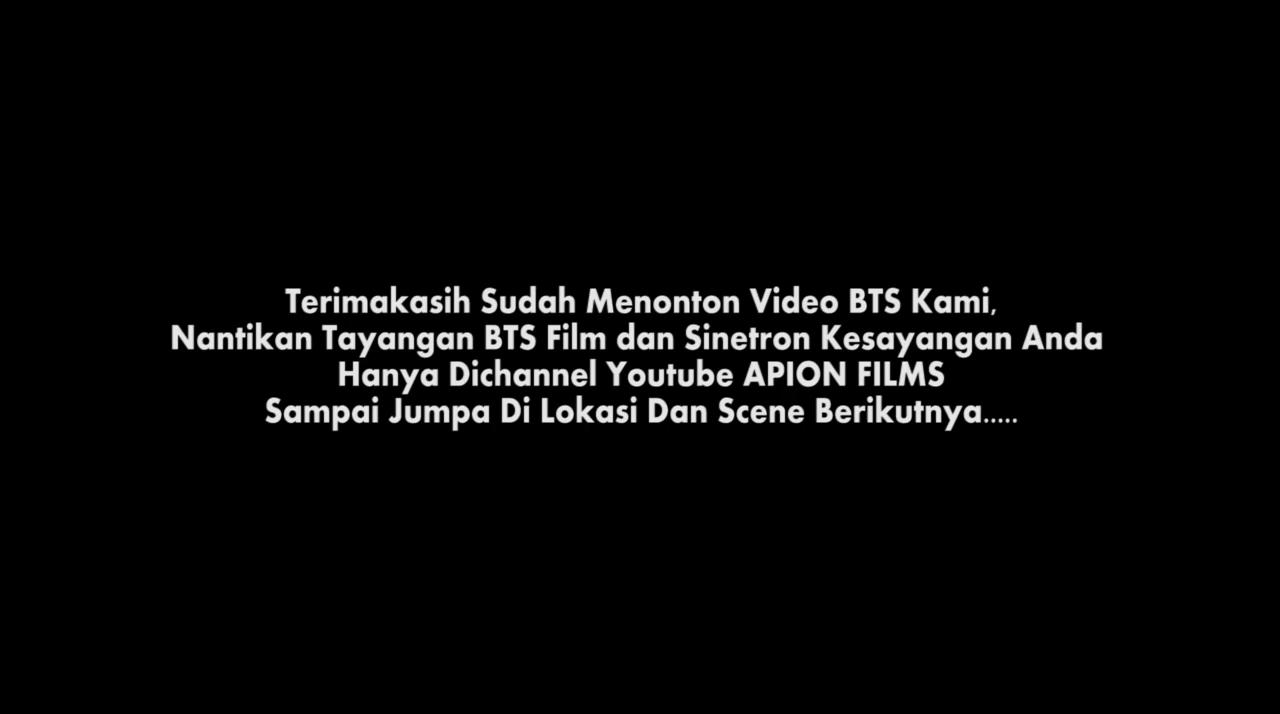 Terimakasih Sudah Menonton Video BTS Kami,
Nantikan Tayangan BTS Film dan Sinetron Kesayangan Anda
Hanya Dichannel Youtube APION FILMS
Sampai Jumpa Di Lokasi Dan Scene Berikutnya.....